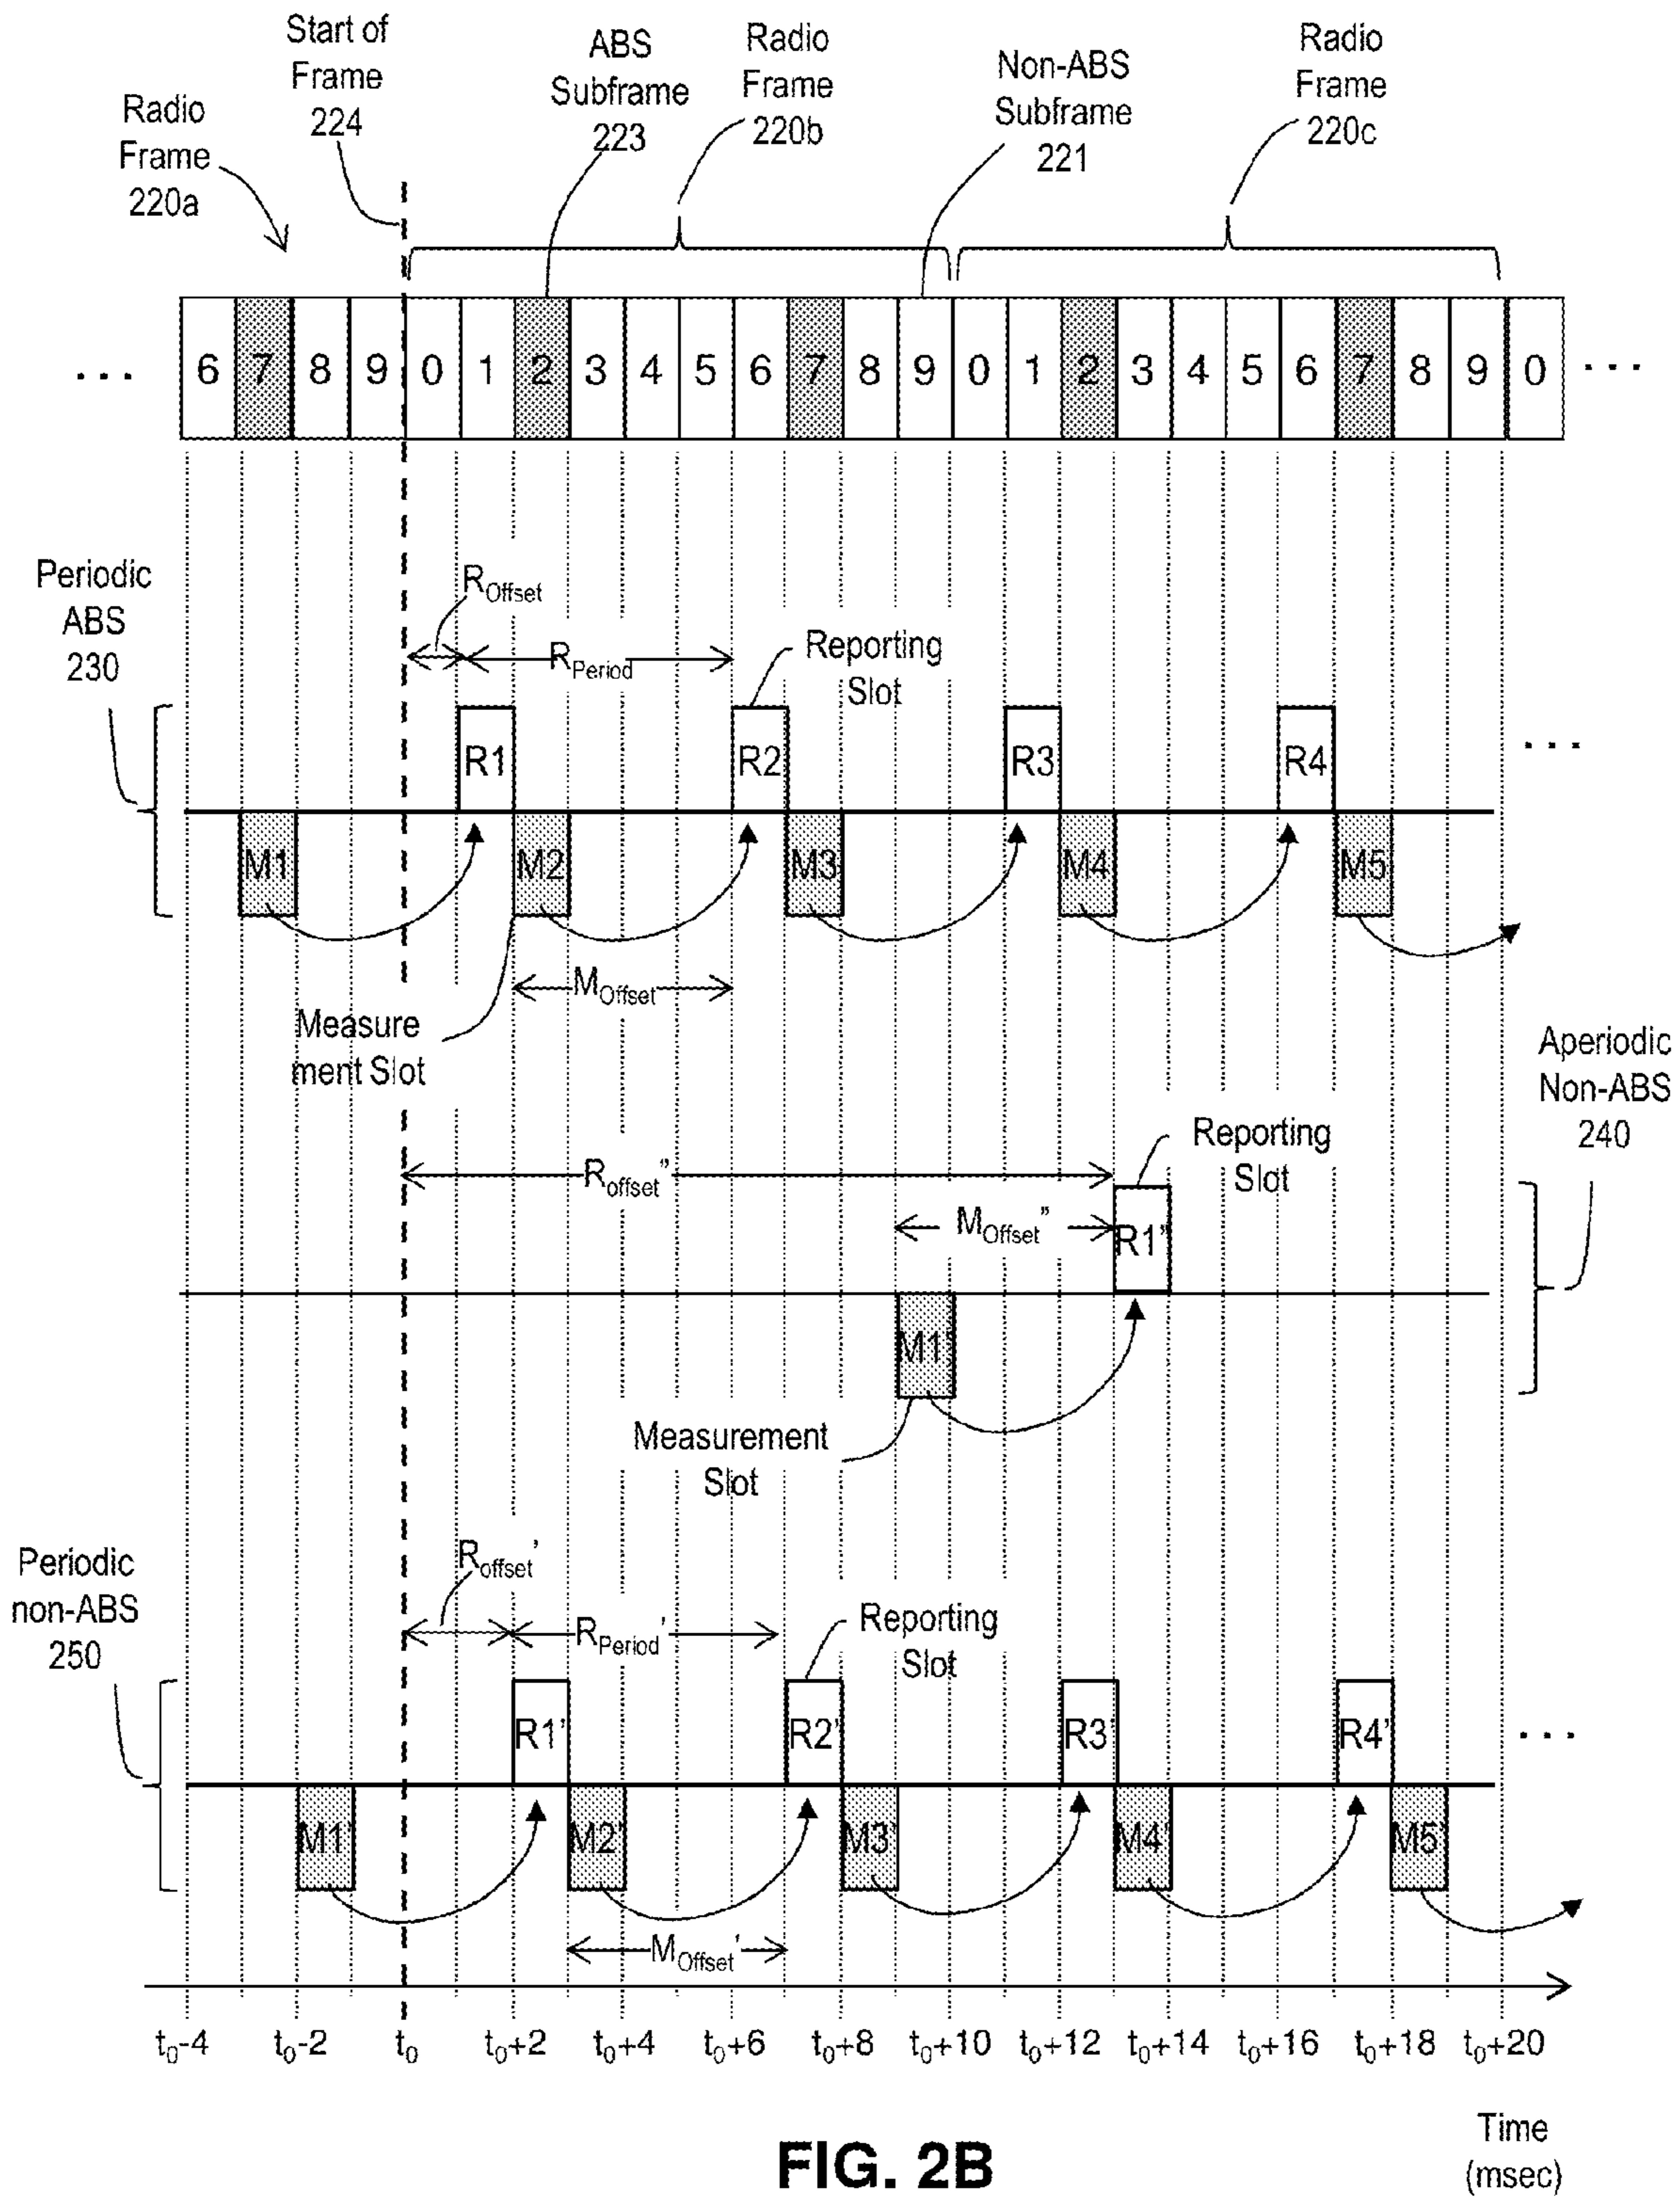 Start of
Frame
224
ABS
Subframe
223
Radio
Frame
220b
Non-ABS
Subframe
221
Radio
Frame
220c
Radio
Frame
220a
... 6 7 8 9 0 1 2 3 4 5 6 7 8 9 0 1 2 3 4 5 6 7 8 9 0 ...
Periodic
ABS
230
ROffset
RPeriod
Reporting
Slot
R1 R2 R3 R4 ...
M1 M2 M3 M4 M5
MOffset
Measure
ment Slot
Aperiodic
Non-ABS
240
Reporting
Slot
Roffset”
MOffset”
R1”
M1”
Measurement
Slot
Periodic
non-ABS
250
Roffset’
RPeriod’
Reporting
Slot
R1’ R2’ R3’ R4’ ...
M1’ M2’ M3’ M4’ M5’
MOffset’
t0-4 t0-2 t0 t0+2 t0+4 t0+6 t0+8 t0+10 t0+12 t0+14 t0+16 t0+18 t0+20
Time
(msec)
FIG. 2B